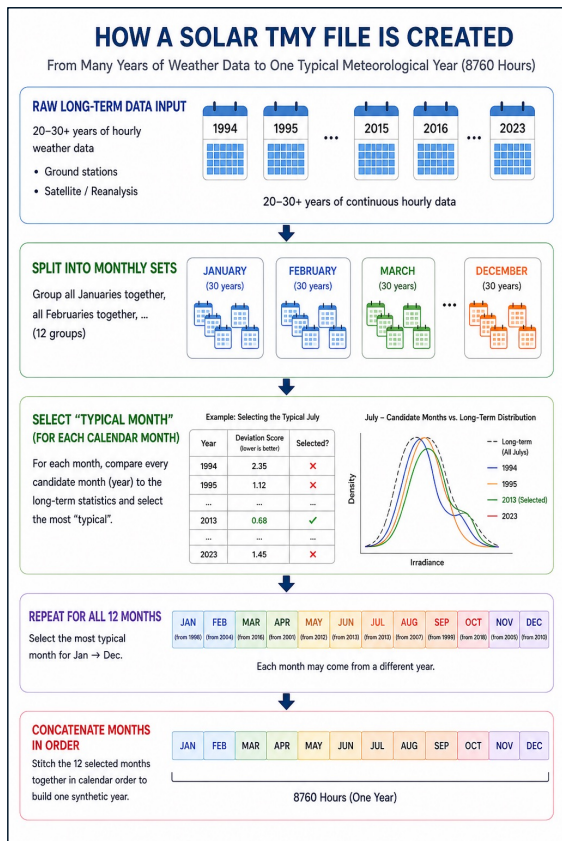 HOW A SOLAR TMY FILE IS CREATED
From Many Years of Weather Data to One Typical Meteorological Year (8760 Hours)
RAW LONG-TERM DATA INPUT
20–30+ years of hourly
weather data
• Ground stations
• Satellite / Reanalysis
1994 1995 ... 2015 2016 ... 2023
20–30+ years of continuous hourly data
SPLIT INTO MONTHLY SETS
Group all Januaries together,
all Februaries together, ...
(12 groups)
JANUARY FEBRUARY MARCH ... DECEMBER
(30 years) (30 years) (30 years) (30 years)
SELECT “TYPICAL MONTH”
(FOR EACH CALENDAR MONTH)
For each month, compare every
candidate month (year) to the
long-term statistics and select
the most “typical”.
Example: Selecting the Typical July
Year Deviation Score Selected?
(lower is better)
1994 2.35 ✗
1995 1.12 ✗
... ... ...
2013 0.68 ✓
... ... ...
2023 1.45 ✗
July – Candidate Months vs. Long-Term Distribution
Density
Irradiance
Long-term
(All Julys)
1994
1995
2013 (Selected)
2023
REPEAT FOR ALL 12 MONTHS
Select the most typical
month for Jan → Dec.
JAN FEB MAR APR MAY JUN JUL AUG SEP OCT NOV DEC
(from 1998) (from 2004) (from 2016) (from 2001) (from 2012) (from 2013) (from 2013) (from 2007) (from 1999) (from 2018) (from 2005) (from 2010)
Each month may come from a different year.
CONCATENATE MONTHS
IN ORDER
Stitch the 12 selected months
together in calendar order to
build one synthetic year.
JAN FEB MAR APR MAY JUN JUL AUG SEP OCT NOV DEC
8760 Hours (One Year)